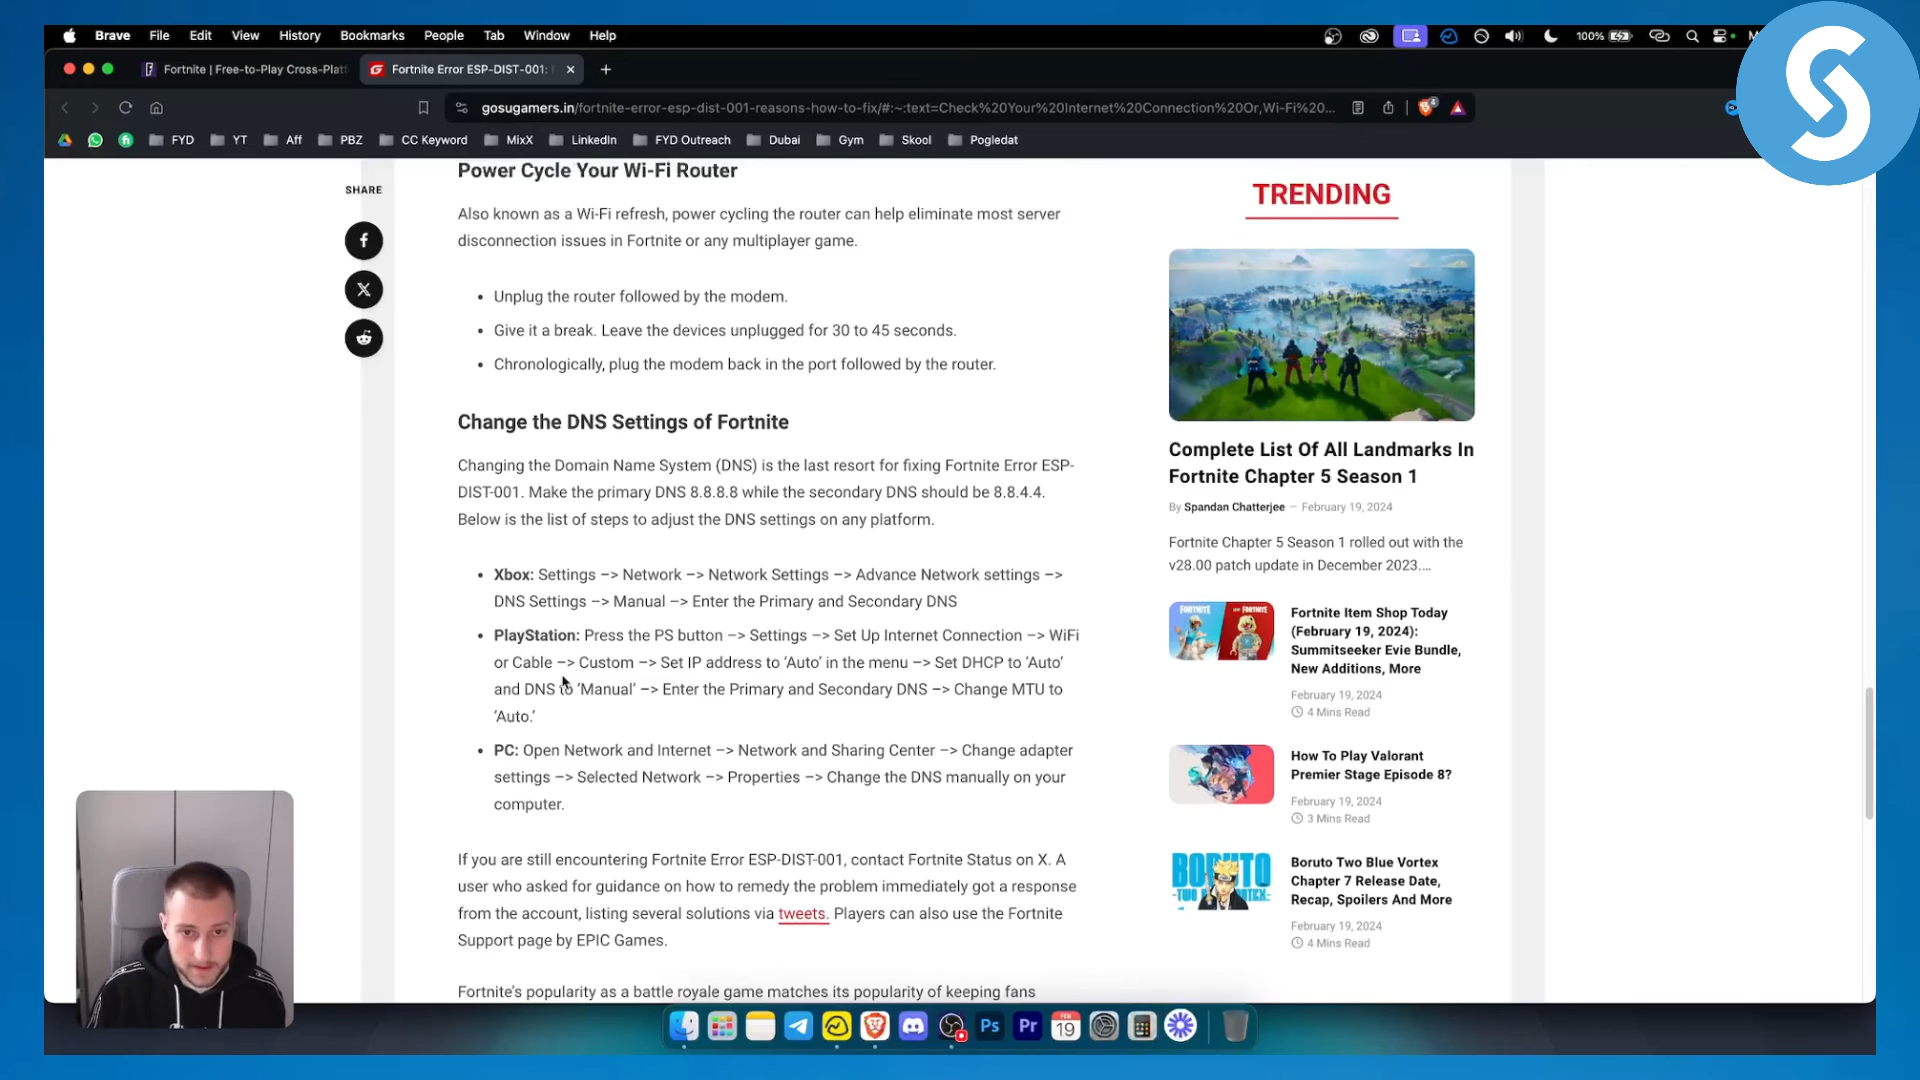 Brave File Edit View History Bookmarks People Tab Window Help 100%
Fortnite | Free-to-Play Cross-Platf
Fortnite Error ESP-DIST-001:
gosugamers.in/fortnite-error-esp-dist-001-reasons-how-to-fix/#:~:text=Check%20Your%20Internet%20Connection%20Or,Wi-Fi%20...
FYD YT Aff PBZ CC Keyword MixX LinkedIn FYD Outreach Dubai Gym Skool Pogledat
SHARE
Power Cycle Your Wi-Fi Router
Also known as a Wi-Fi refresh, power cycling the router can help eliminate most server
disconnection issues in Fortnite or any multiplayer game.
• Unplug the router followed by the modem.
• Give it a break. Leave the devices unplugged for 30 to 45 seconds.
• Chronologically, plug the modem back in the port followed by the router.
Change the DNS Settings of Fortnite
Changing the Domain Name System (DNS) is the last resort for fixing Fortnite Error ESP-
DIST-001. Make the primary DNS 8.8.8.8 while the secondary DNS should be 8.8.4.4.
Below is the list of steps to adjust the DNS settings on any platform.
• Xbox: Settings –> Network –> Network Settings –> Advance Network settings –>
DNS Settings –> Manual –> Enter the Primary and Secondary DNS
• PlayStation: Press the PS button –> Settings –> Set Up Internet Connection –> WiFi
or Cable –> Custom –> Set IP address to ‘Auto’ in the menu –> Set DHCP to ‘Auto’
and DNS to ‘Manual’ –> Enter the Primary and Secondary DNS –> Change MTU to
‘Auto.’
• PC: Open Network and Internet –> Network and Sharing Center –> Change adapter
settings –> Selected Network –> Properties –> Change the DNS manually on your
computer.
If you are still encountering Fortnite Error ESP-DIST-001, contact Fortnite Status on X. A
user who asked for guidance on how to remedy the problem immediately got a response
from the account, listing several solutions via tweets. Players can also use the Fortnite
Support page by EPIC Games.
Fortnite’s popularity as a battle royale game matches its popularity of keeping fans
TRENDING
Complete List Of All Landmarks In
Fortnite Chapter 5 Season 1
By Spandan Chatterjee – February 19, 2024
Fortnite Chapter 5 Season 1 rolled out with the
v28.00 patch update in December 2023....
FORTNITE
Fortnite Item Shop Today
(February 19, 2024):
Summitseeker Evie Bundle,
New Additions, More
February 19, 2024
4 Mins Read
How To Play Valorant
Premier Stage Episode 8?
February 19, 2024
3 Mins Read
BORUTO
Boruto Two Blue Vortex
Chapter 7 Release Date,
Recap, Spoilers And More
February 19, 2024
4 Mins Read
Ps Pr FEB 19